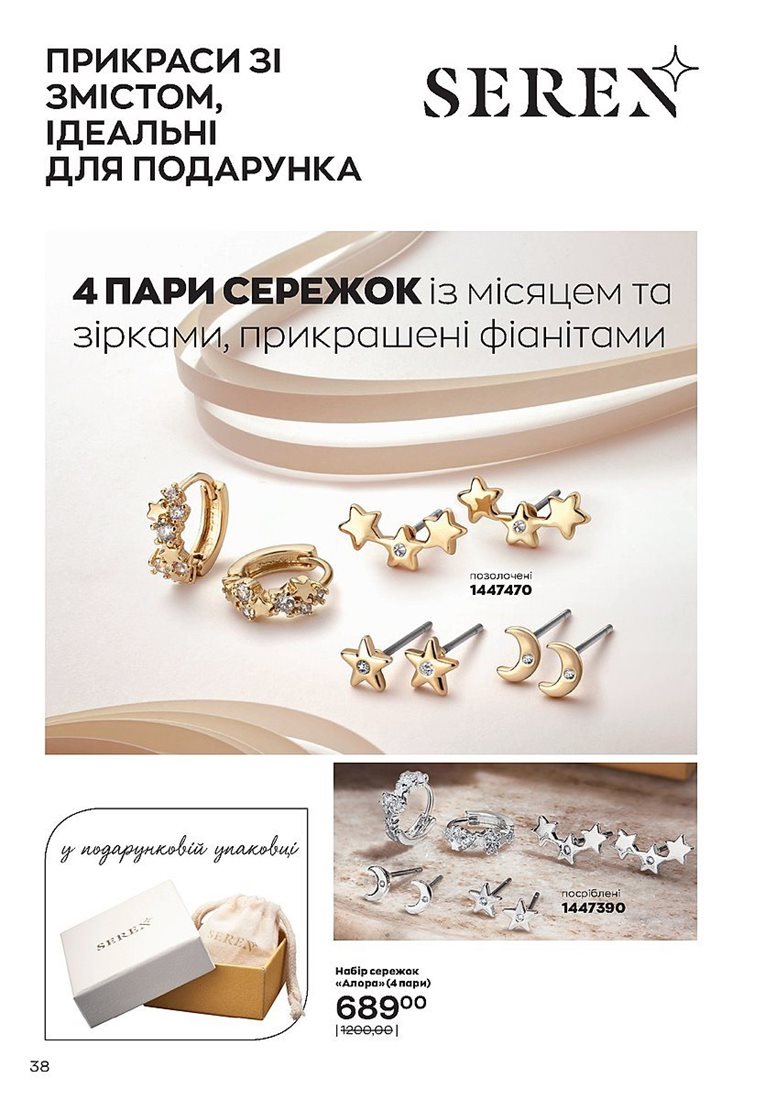 ПРИКРАСИ ЗІ
ЗМІСТОМ,
ІДЕАЛЬНІ
ДЛЯ ПОДАРУНКА
SEREN
4 ПАРИ СЕРЕЖОК із місяцем та
зірками, прикрашені фіанітами
позолочені
1447470
у подарунковій упаковці
SEREN
SEREN
посріблені
1447390
Набір сережок
«Алора» (4 пари)
689⁰⁰
|1200,00|
38